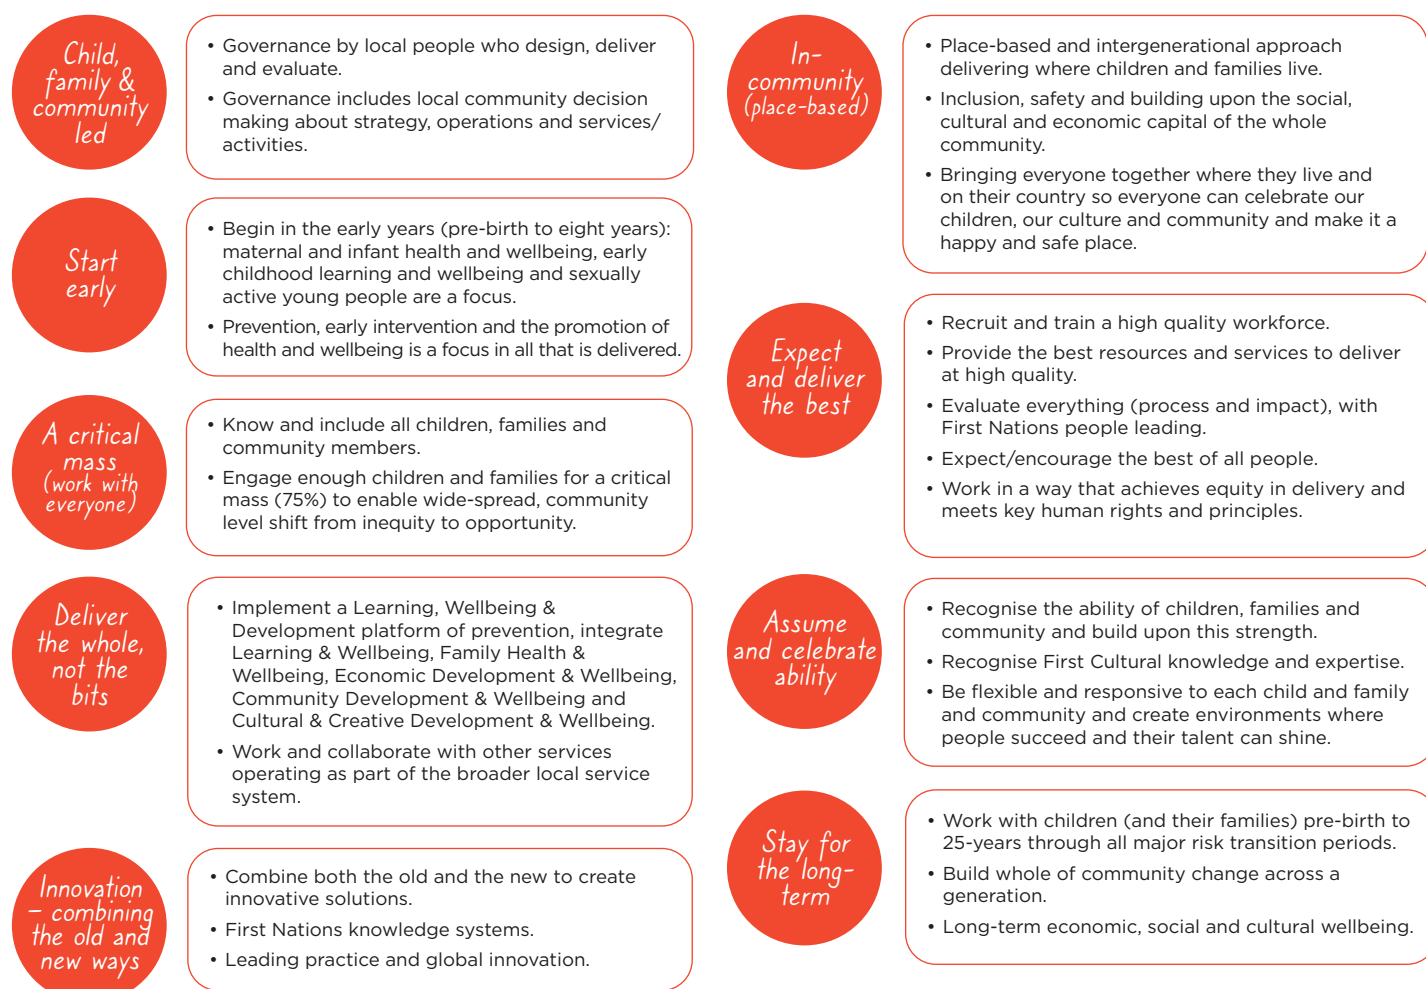 Child,
family &
community
led
• Governance by local people who design, deliver
and evaluate.
• Governance includes local community decision
making about strategy, operations and services/
activities.
Start
early
• Begin in the early years (pre-birth to eight years):
maternal and infant health and wellbeing, early
childhood learning and wellbeing and sexually
active young people are a focus.
• Prevention, early intervention and the promotion of
health and wellbeing is a focus in all that is delivered.
A critical
mass
(work with
everyone)
• Know and include all children, families and
community members.
• Engage enough children and families for a critical
mass (75%) to enable wide-spread, community
level shift from inequity to opportunity.
Deliver
the whole,
not the
bits
• Implement a Learning, Wellbeing &
Development platform of prevention, integrate
Learning & Wellbeing, Family Health &
Wellbeing, Economic Development & Wellbeing,
Community Development & Wellbeing and
Cultural & Creative Development & Wellbeing.
• Work and collaborate with other services
operating as part of the broader local service
system.
Innovation
– combining
the old and
new ways
• Combine both the old and the new to create
innovative solutions.
• First Nations knowledge systems.
• Leading practice and global innovation.
In-
community
(place-based)
• Place-based and intergenerational approach
delivering where children and families live.
• Inclusion, safety and building upon the social,
cultural and economic capital of the whole
community.
• Bringing everyone together where they live and
on their country so everyone can celebrate our
children, our culture and community and make it a
happy and safe place.
Expect
and deliver
the best
• Recruit and train a high quality workforce.
• Provide the best resources and services to deliver
at high quality.
• Evaluate everything (process and impact), with
First Nations people leading.
• Expect/encourage the best of all people.
• Work in a way that achieves equity in delivery and
meets key human rights and principles.
Assume
and celebrate
ability
• Recognise the ability of children, families and
community and build upon this strength.
• Recognise First Cultural knowledge and expertise.
• Be flexible and responsive to each child and family
and community and create environments where
people succeed and their talent can shine.
Stay for
the long-
term
• Work with children (and their families) pre-birth to
25-years through all major risk transition periods.
• Build whole of community change across a
generation.
• Long-term economic, social and cultural wellbeing.